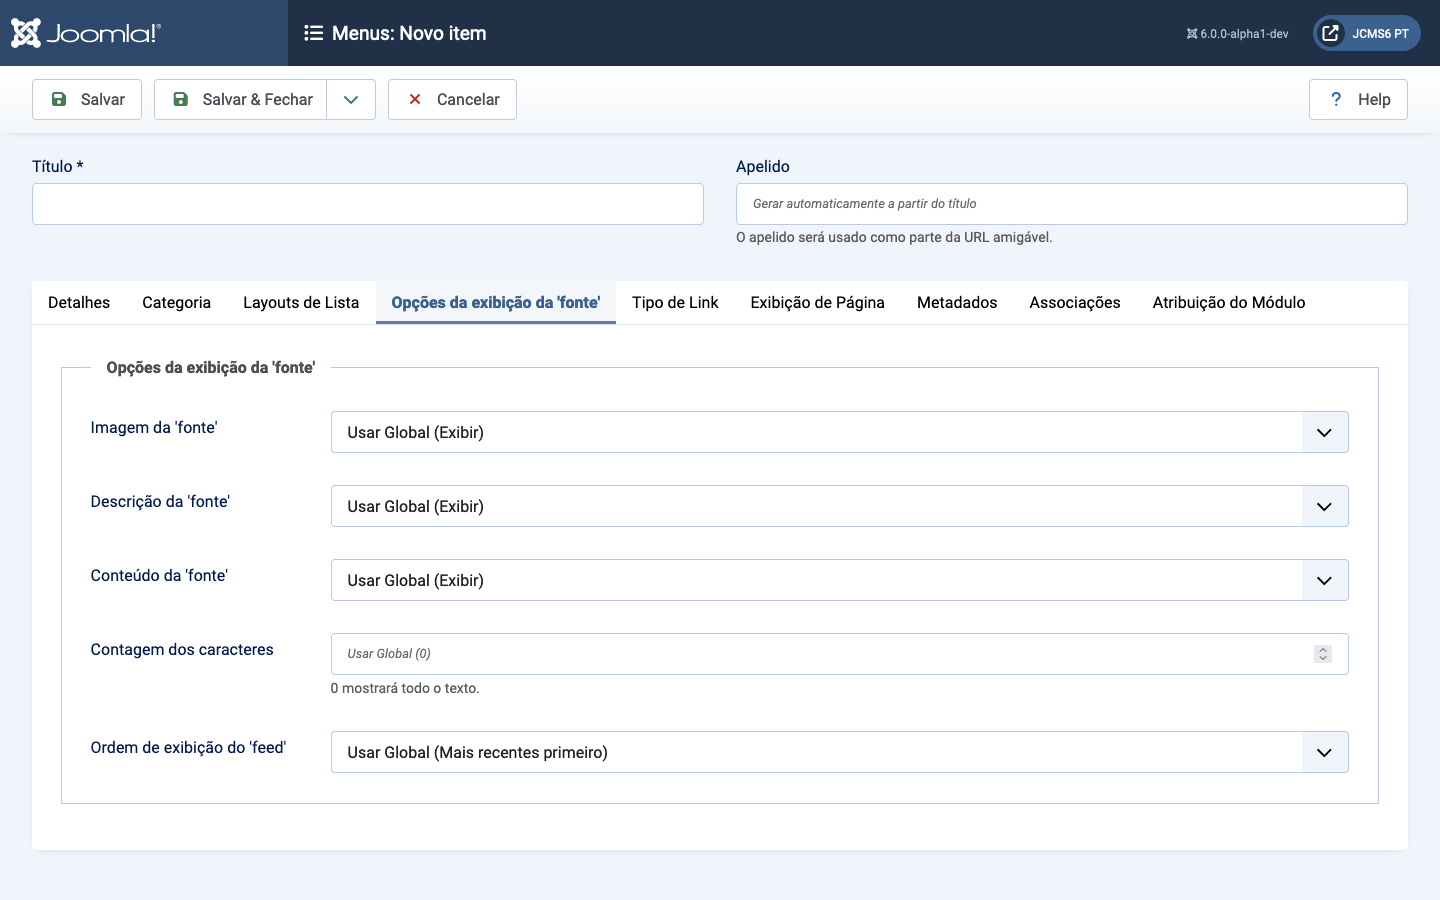 Joomla!®
Menus: Novo item
6.0.0-alpha1-dev
JCMS6 PT
Salvar
Salvar & Fechar
Cancelar
? Help
Título *
Apelido
Gerar automaticamente a partir do título
O apelido será usado como parte da URL amigável.
Detalhes Categoria Layouts de Lista Opções da exibição da 'fonte' Tipo de Link Exibição de Página Metadados Associações Atribuição do Módulo
Opções da exibição da 'fonte'
Imagem da 'fonte'
Usar Global (Exibir)
Descrição da 'fonte'
Usar Global (Exibir)
Conteúdo da 'fonte'
Usar Global (Exibir)
Contagem dos caracteres
Usar Global (0)
0 mostrará todo o texto.
Ordem de exibição do 'feed'
Usar Global (Mais recentes primeiro)